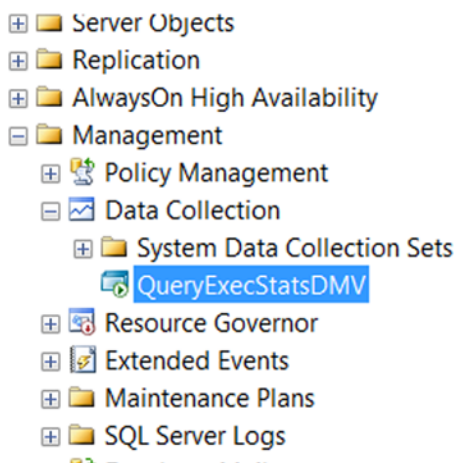 Server Objects
Replication
AlwaysOn High Availability
Management
Policy Management
Data Collection
System Data Collection Sets
QueryExecStatsDMV
Resource Governor
Extended Events
Maintenance Plans
SQL Server Logs